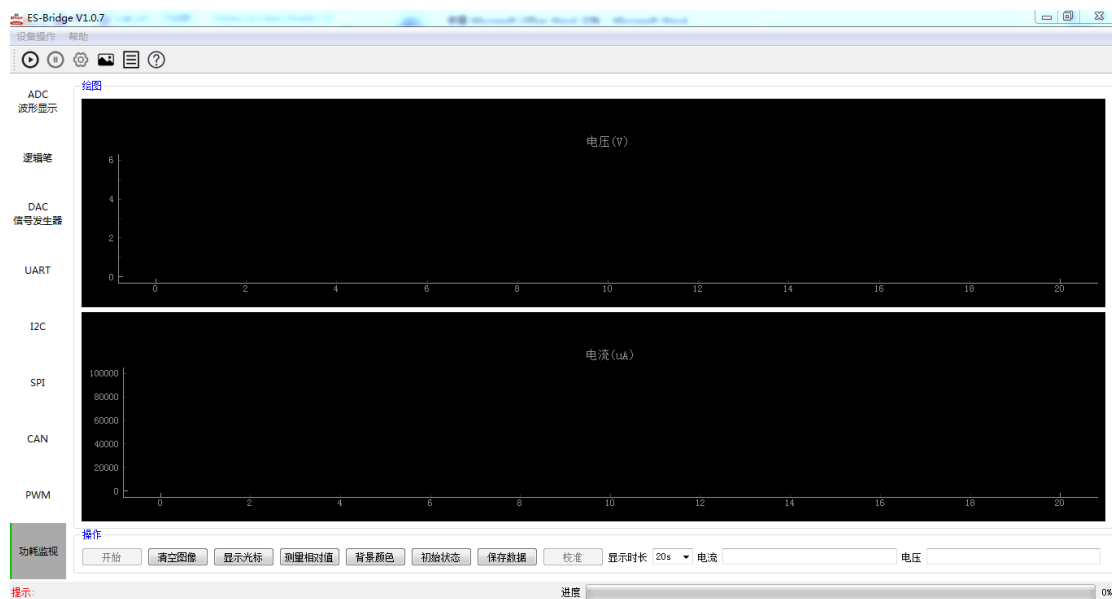 ES-Bridge V1.0.7
设备操作 帮助
ADC
波形显示
逻辑笔
DAC
信号发生器
UART
I2C
SPI
CAN
PWM
功耗监视
绘图
电压(V)
6
4
2
0
0 2 4 6 8 10 12 14 16 18 20
电流(uA)
100000
80000
60000
40000
20000
0
0 2 4 6 8 10 12 14 16 18 20
操作
开始 清空图像 显示光标 测量相对值 背景颜色 初始状态 保存数据 校准 显示时长 20s 电流 电压
提示: 进度 0%